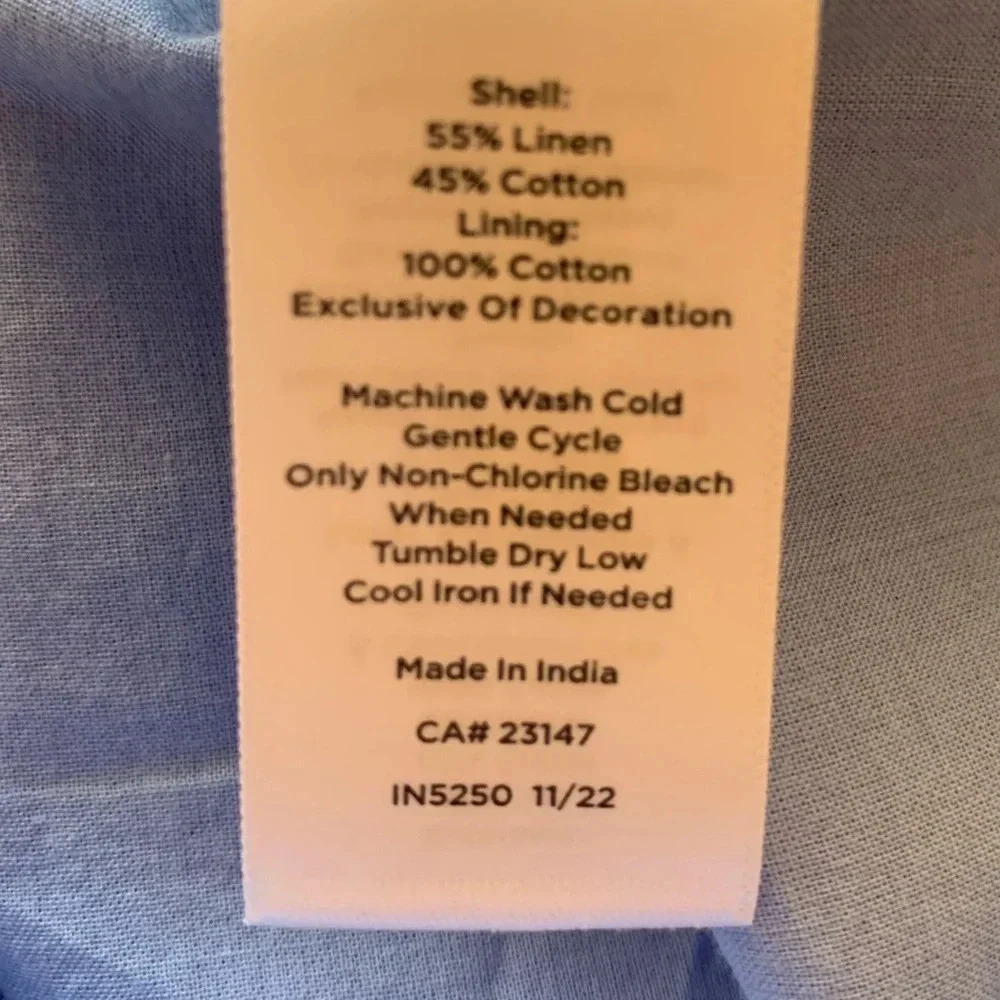 Shell:
55% Linen
45% Cotton
Lining:
100% Cotton
Exclusive Of Decoration
Machine Wash Cold
Gentle Cycle
Only Non-Chlorine Bleach
When Needed
Tumble Dry Low
Cool Iron If Needed
Made In India
CA# 23147
IN5250 11/22